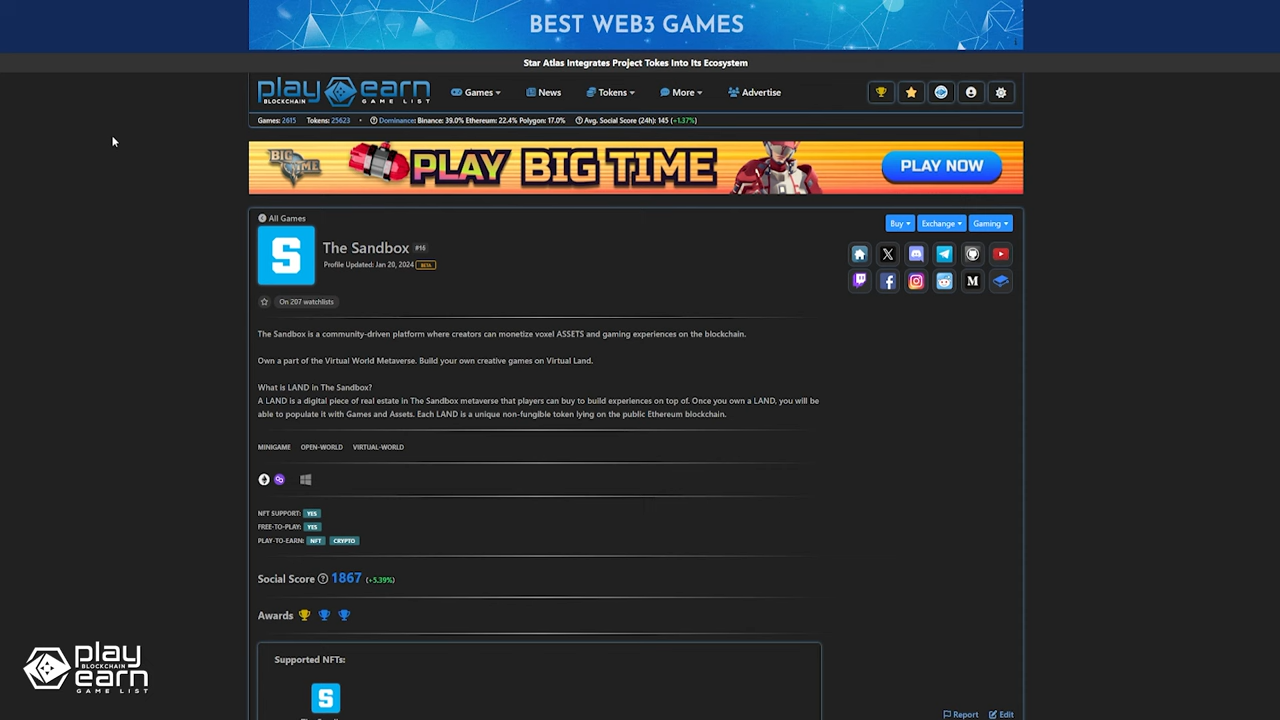 BEST WEB3 GAMES
Star Atlas Integrates Project Tokes Into Its Ecosystem
play earn
BLOCKCHAIN GAME LIST
Games
News
Tokens
More
Advertise
Games: 2615 Tokens: 25623 • Dominance: Binance: 39.0% Ethereum: 22.4% Polygon: 17.0% Avg. Social Score (24h): 145 (+1.37%)
BIG TIME
PLAY BIG TIME
PLAY NOW
All Games
Buy
Exchange
Gaming
S
The Sandbox #16
Profile Updated: Jan 20, 2024 BETA
On 207 watchlists
The Sandbox is a community-driven platform where creators can monetize voxel ASSETS and gaming experiences on the blockchain.
Own a part of the Virtual World Metaverse. Build your own creative games on Virtual Land.
What is LAND in The Sandbox?
A LAND is a digital piece of real estate in The Sandbox metaverse that players can buy to build experiences on top of. Once you own a LAND, you will be
able to populate it with Games and Assets. Each LAND is a unique non-fungible token lying on the public Ethereum blockchain.
MINIGAME OPEN-WORLD VIRTUAL-WORLD
NFT SUPPORT: YES
FREE-TO-PLAY: YES
PLAY-TO-EARN: NFT CRYPTO
Social Score 1867 (+5.39%)
Awards
Supported NFTs:
S
Report
Edit
play
BLOCKCHAIN
earn
GAME LIST